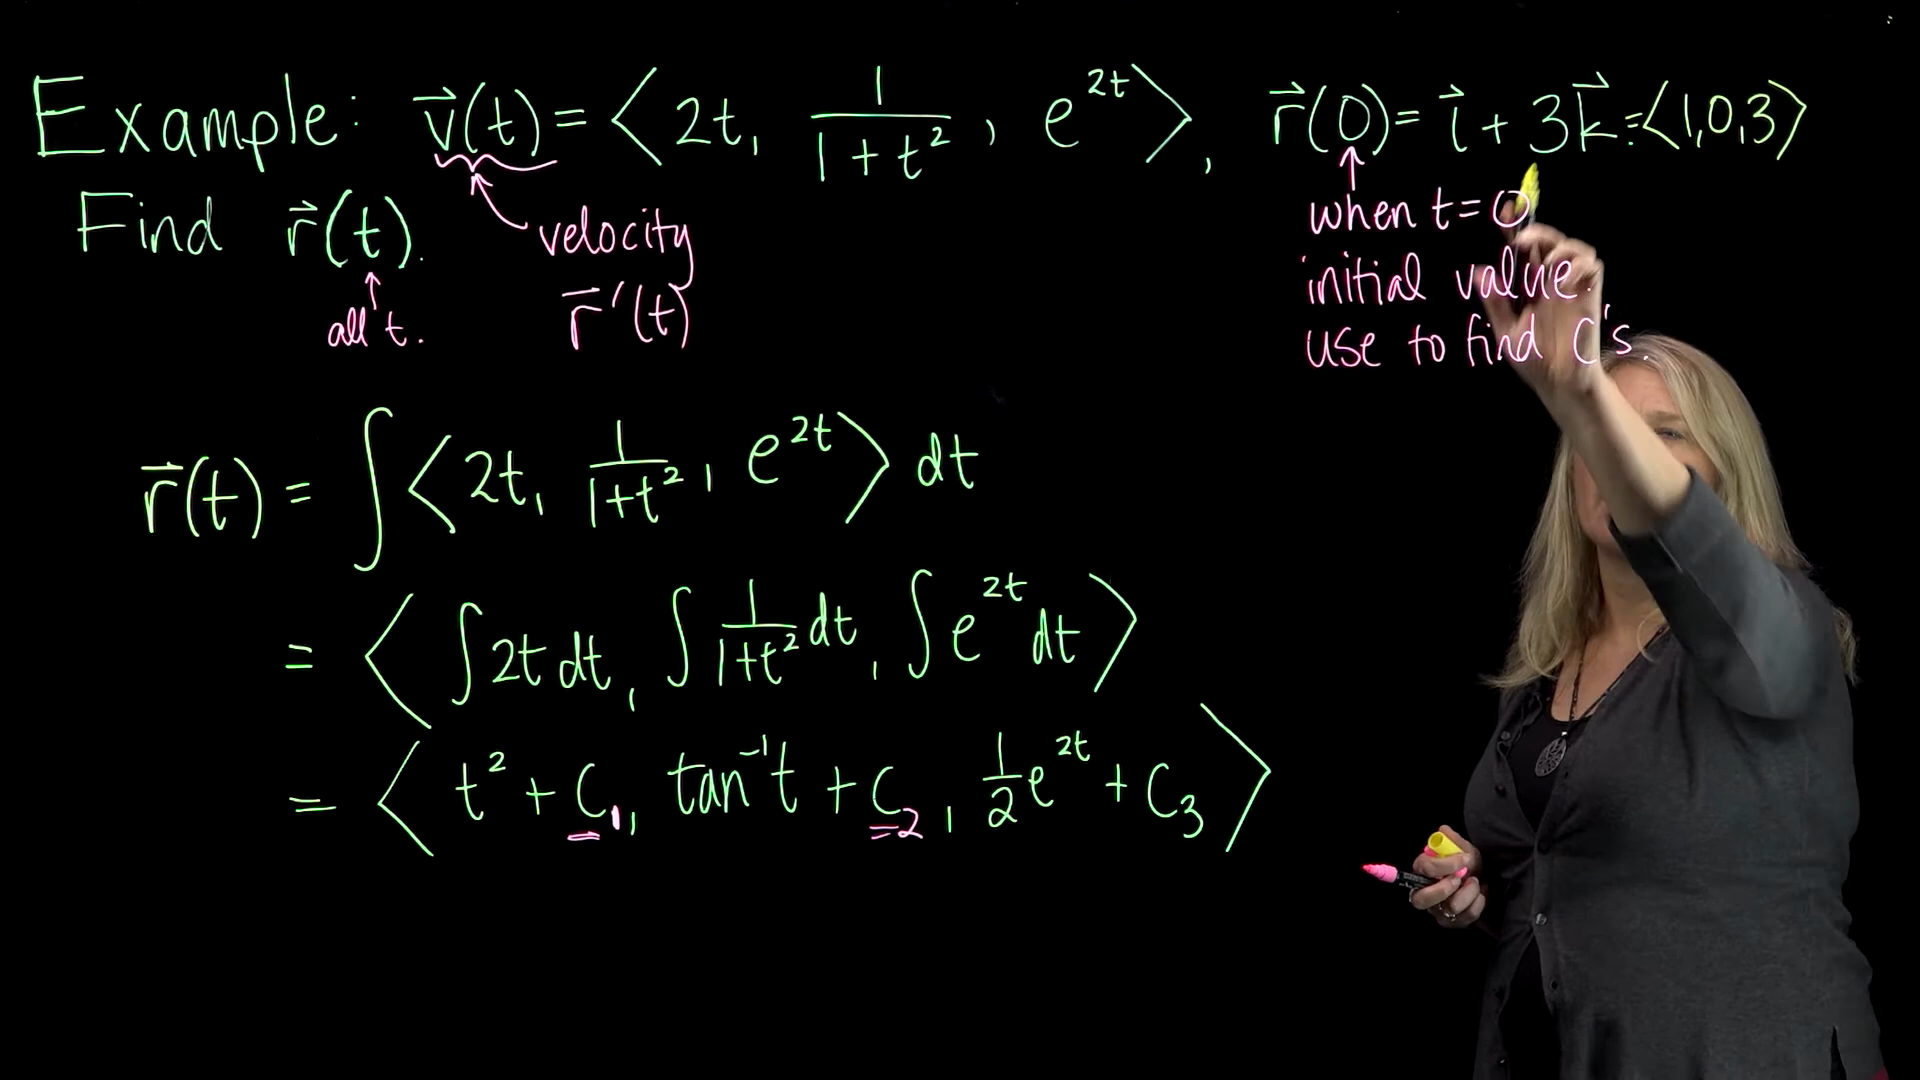 Example: v⃗(t) = ⟨2t, 1/(1+t²), e^{2t}⟩, r⃗(0) = i⃗ + 3k⃗ = ⟨1,0,3⟩
Find r⃗(t).
velocity
r⃗'(t)
all t.
when t=0
initial value.
use to find C's.
r⃗(t) = ∫⟨2t, 1/(1+t²), e^{2t}⟩ dt
= ⟨∫2t dt, ∫1/(1+t²) dt, ∫e^{2t} dt⟩
= ⟨t² + C₁, tan⁻¹t + C₂, ½e^{2t} + C₃⟩